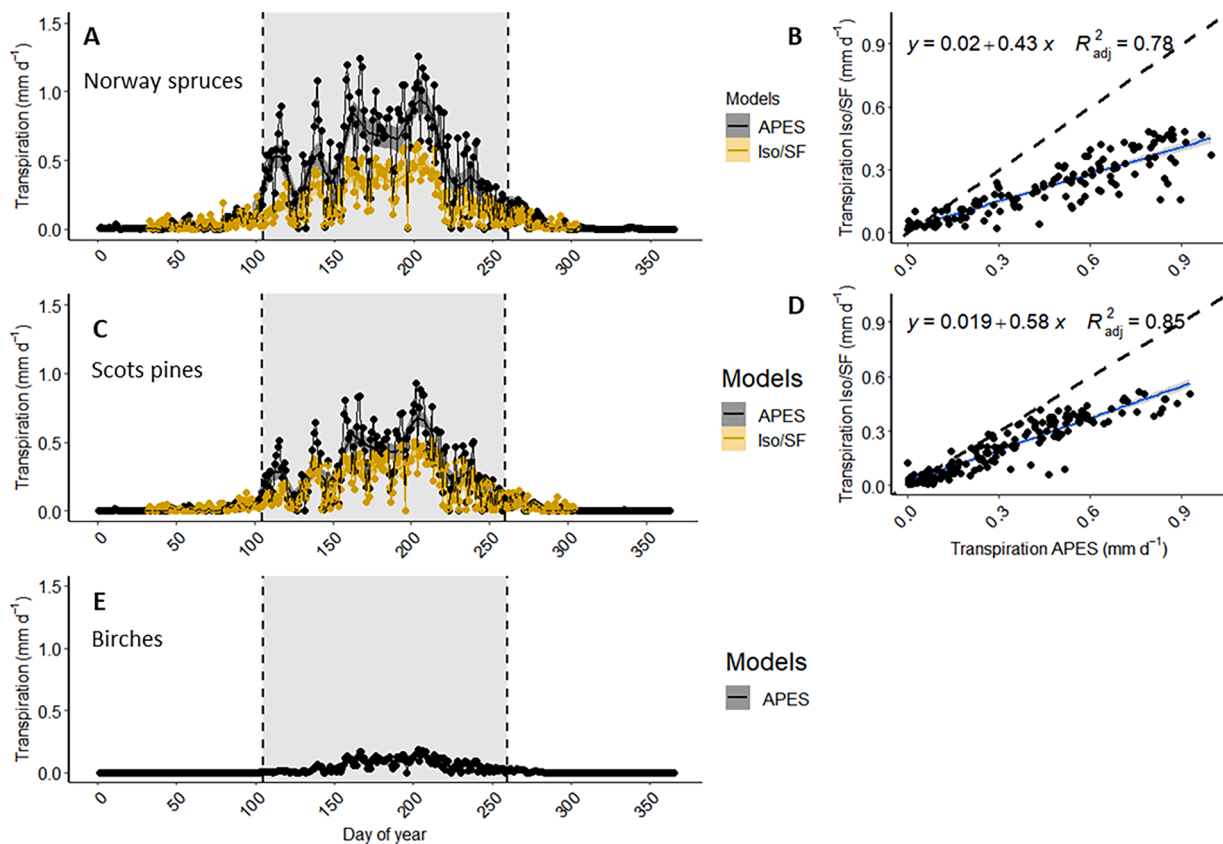 A
Norway spruces
Transpiration (mm d⁻¹)
1.5
1.0
0.5
0.0
0 50 100 150 200 250 300 350
Models
APES
Iso/SF
B
y = 0.02 + 0.43 x R²adj = 0.78
Transpiration Iso/SF (mm d⁻¹)
0.9
0.6
0.3
0.0
0.0 0.3 0.6 0.9
C
Scots pines
Transpiration (mm d⁻¹)
1.5
1.0
0.5
0.0
0 50 100 150 200 250 300 350
Models
APES
Iso/SF
D
y = 0.019 + 0.58 x R²adj = 0.85
Transpiration Iso/SF (mm d⁻¹)
0.9
0.6
0.3
0.0
0.0 0.3 0.6 0.9
Transpiration APES (mm d⁻¹)
E
Birches
Transpiration (mm d⁻¹)
1.5
1.0
0.5
0.0
0 50 100 150 200 250 300 350
Day of year
Models
APES